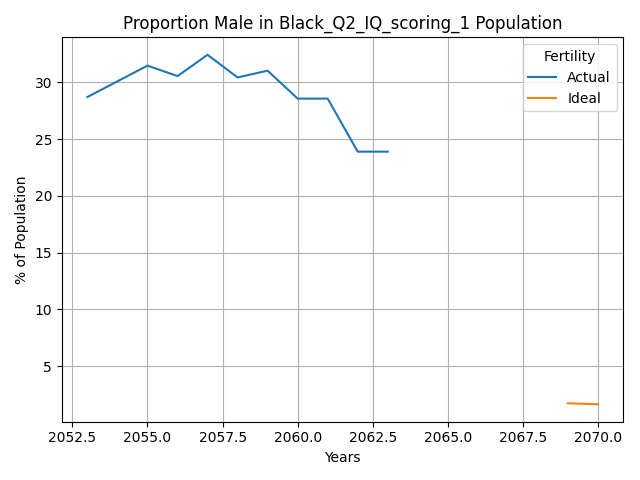 Proportion Male in Black_Q2_IQ_scoring_1 Population
Fertility
Actual
Ideal
% of Population
30
25
20
15
10
5
2052.5 2055.0 2057.5 2060.0 2062.5 2065.0 2067.5 2070.0
Years